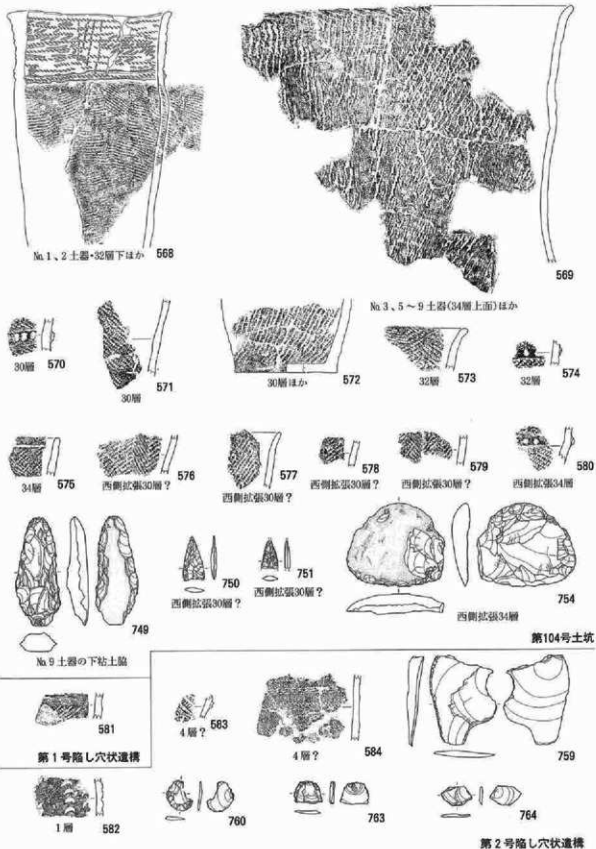 No.1、2土器・32層下ほか 568
569
No.3、5～9土器(34層上面)ほか
30層 570
30層 571
30層ほか 572
32層 573
32層 574
34層 575
西側拡張30層？ 576
西側拡張30層？ 577
西側拡張30層？ 578
西側拡張30層？ 579
西側拡張34層 580
No.9土器の下粘土脇 749
西側拡張30層？ 750
西側拡張30層？ 751
西側拡張34層 754
第104号土坑
581
第1号陥し穴状遺構
4層？ 583
4層？ 584
759
1層 582
760
763
764
第2号陥し穴状遺構